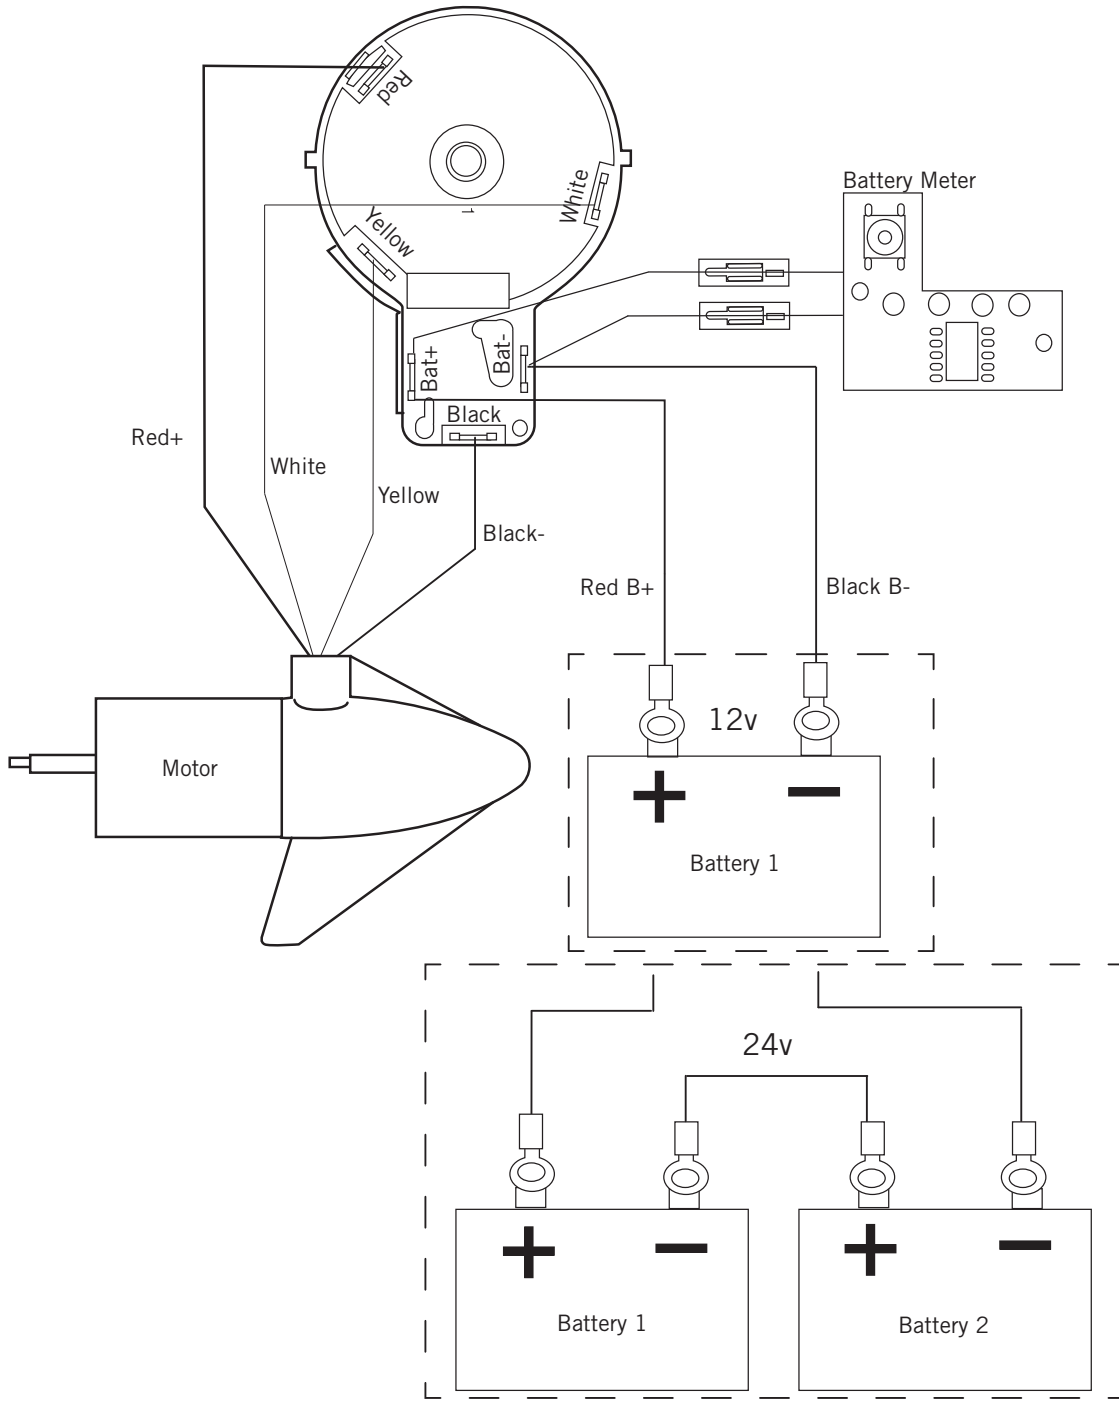 Red
White
Yellow
1
Battery Meter
Bat+
Bat-
Black
Red+
White
Yellow
Black-
Red B+
Black B-
12v
Motor
+ −
Battery 1
24v
+ −
+ −
Battery 1
Battery 2